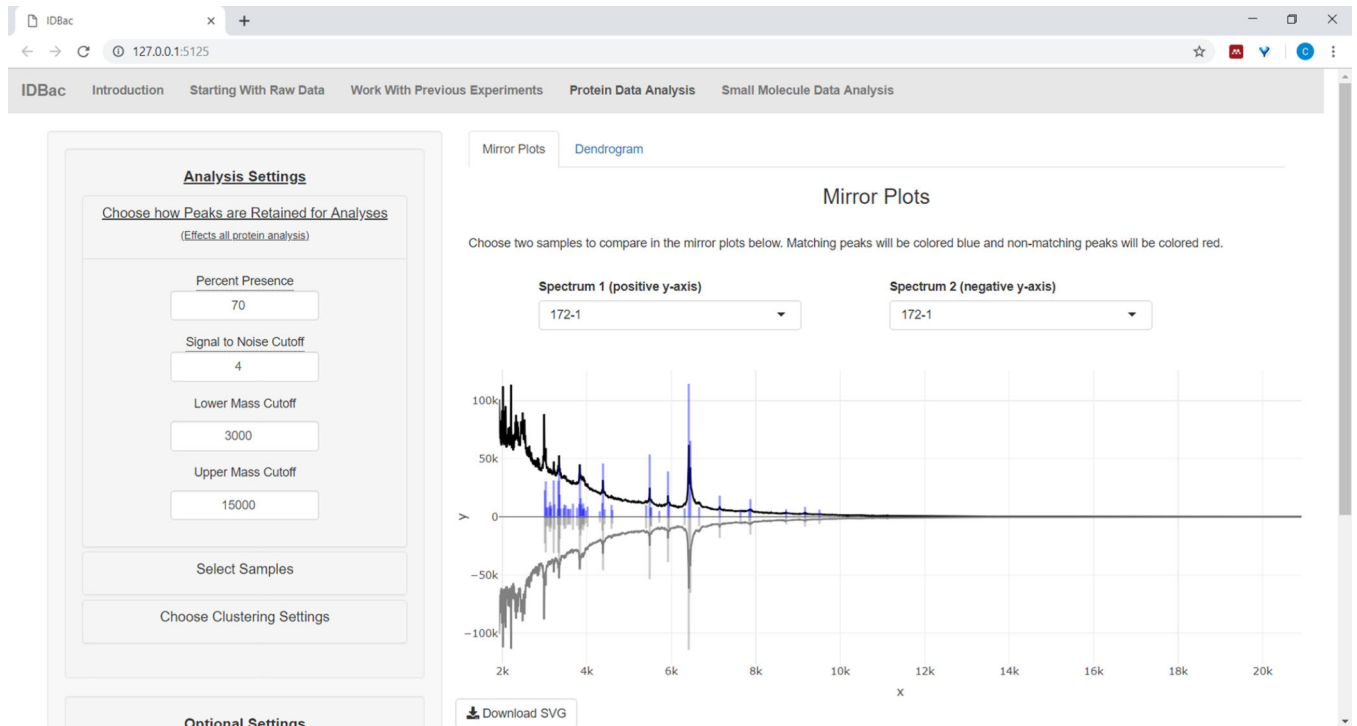 IDBac
127.0.0.1:5125
C
IDBac Introduction Starting With Raw Data Work With Previous Experiments Protein Data Analysis Small Molecule Data Analysis
Analysis Settings
Choose how Peaks are Retained for Analyses
(Effects all protein analysis)
Percent Presence
70
Signal to Noise Cutoff
4
Lower Mass Cutoff
3000
Upper Mass Cutoff
15000
Select Samples
Choose Clustering Settings
Optional Settings
Mirror Plots Dendrogram
Mirror Plots
Choose two samples to compare in the mirror plots below. Matching peaks will be colored blue and non-matching peaks will be colored red.
Spectrum 1 (positive y-axis) Spectrum 2 (negative y-axis)
172-1 172-1
100k
50k
y 0
−50k
−100k
2k 4k 6k 8k 10k 12k 14k 16k 18k 20k
x
Download SVG